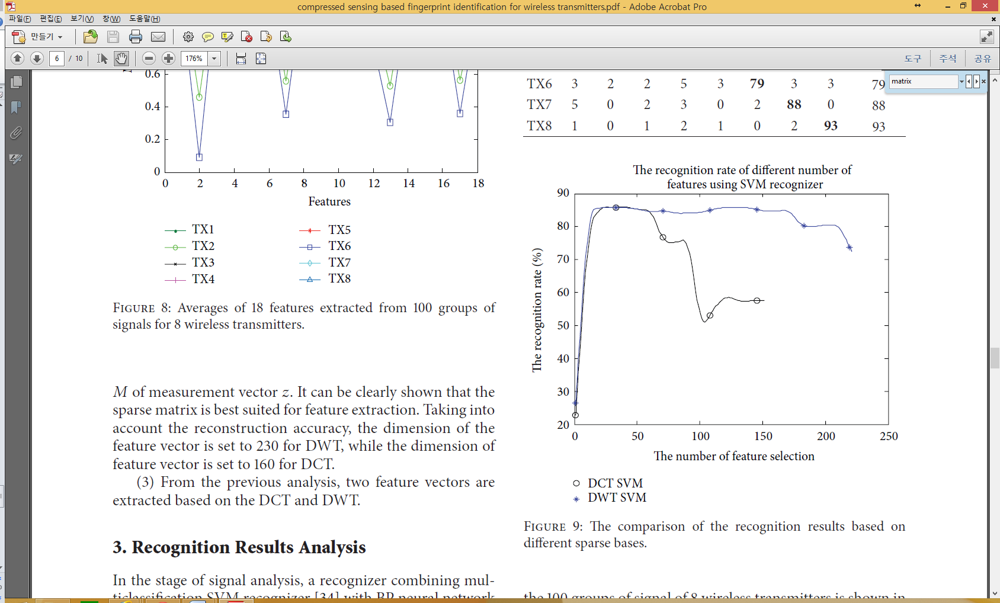 compressed sensing based fingerprint identification for wireless transmitters.pdf - Adobe Acrobat Pro
파일(F) 편집(E) 보기(V) 창(W) 도움말(H)
만들기
6 / 10 176% 도구 주석 공유
matrix
0.6
0.4
0.2
0
0 2 4 6 8 10 12 14 16 18
Features
TX1 TX5
TX2 TX6
TX3 TX7
TX4 TX8
FIGURE 8: Averages of 18 features extracted from 100 groups of
signals for 8 wireless transmitters.
M of measurement vector z. It can be clearly shown that the
sparse matrix is best suited for feature extraction. Taking into
account the reconstruction accuracy, the dimension of the
feature vector is set to 230 for DWT, while the dimension of
feature vector is set to 160 for DCT.
(3) From the previous analysis, two feature vectors are
extracted based on the DCT and DWT.
3. Recognition Results Analysis
In the stage of signal analysis, a recognizer combining mul-
ticlassification SVM recognizer [34] with BP neural network
TX6 3 2 2 5 3 79 3 3 79
TX7 5 0 2 3 0 2 88 0 88
TX8 1 0 1 2 1 0 2 93 93
The recognition rate of different number of
features using SVM recognizer
The recognition rate (%)
90
80
70
60
50
40
30
20
0 50 100 150 200 250
The number of feature selection
DCT SVM
DWT SVM
FIGURE 9: The comparison of the recognition results based on
different sparse bases.
the 100 groups of signal of 8 wireless transmitters is shown in